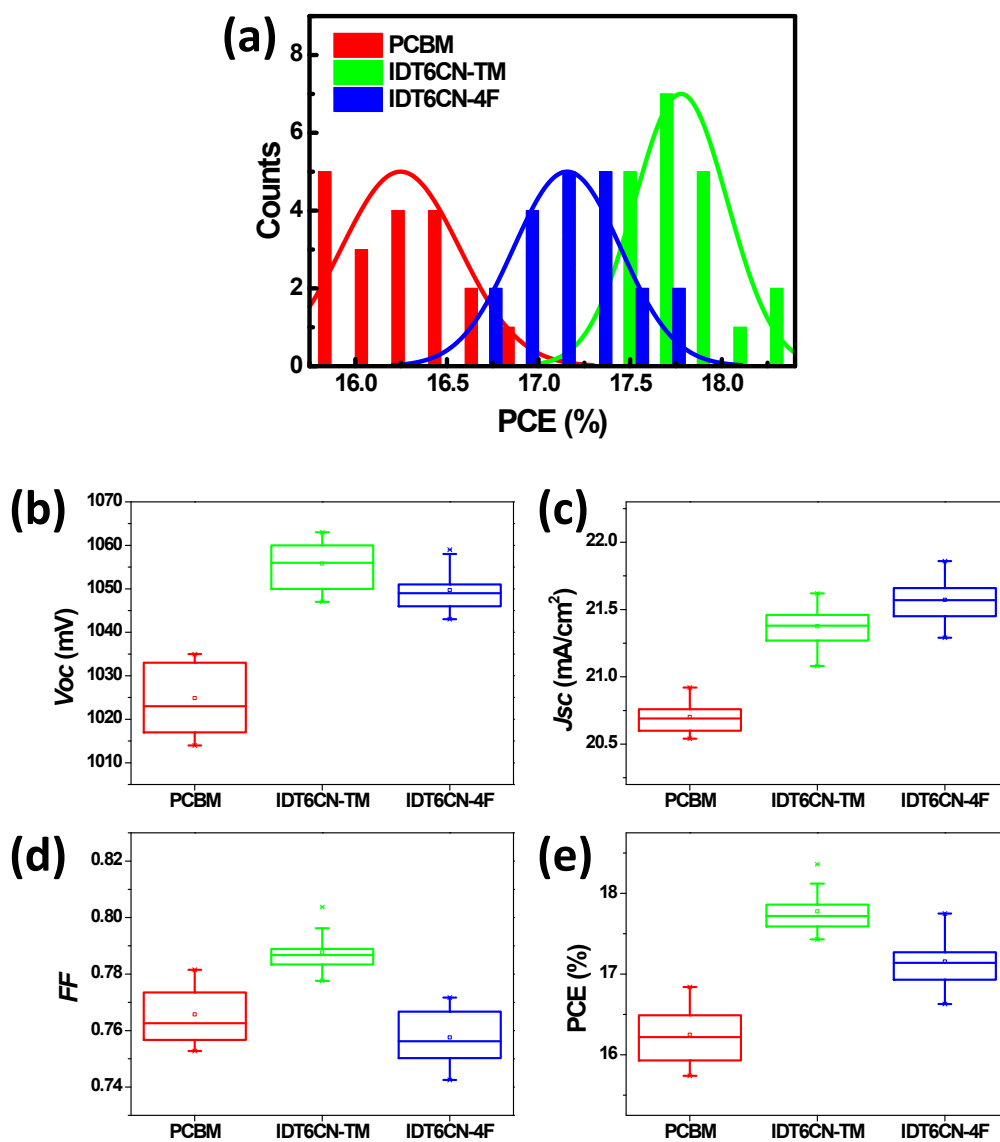 (a)
PCBM
IDT6CN-TM
IDT6CN-4F
8
6
4
2
0
Counts
16.0 16.5 17.0 17.5 18.0
PCE (%)
(b)
1070
1060
1050
1040
1030
1020
1010
Voc (mV)
PCBM IDT6CN-TM IDT6CN-4F
(c)
22.0
21.5
21.0
20.5
Jsc (mA/cm²)
PCBM IDT6CN-TM IDT6CN-4F
(d)
0.82
0.80
0.78
0.76
0.74
FF
PCBM IDT6CN-TM IDT6CN-4F
(e)
18
17
16
PCE (%)
PCBM IDT6CN-TM IDT6CN-4F